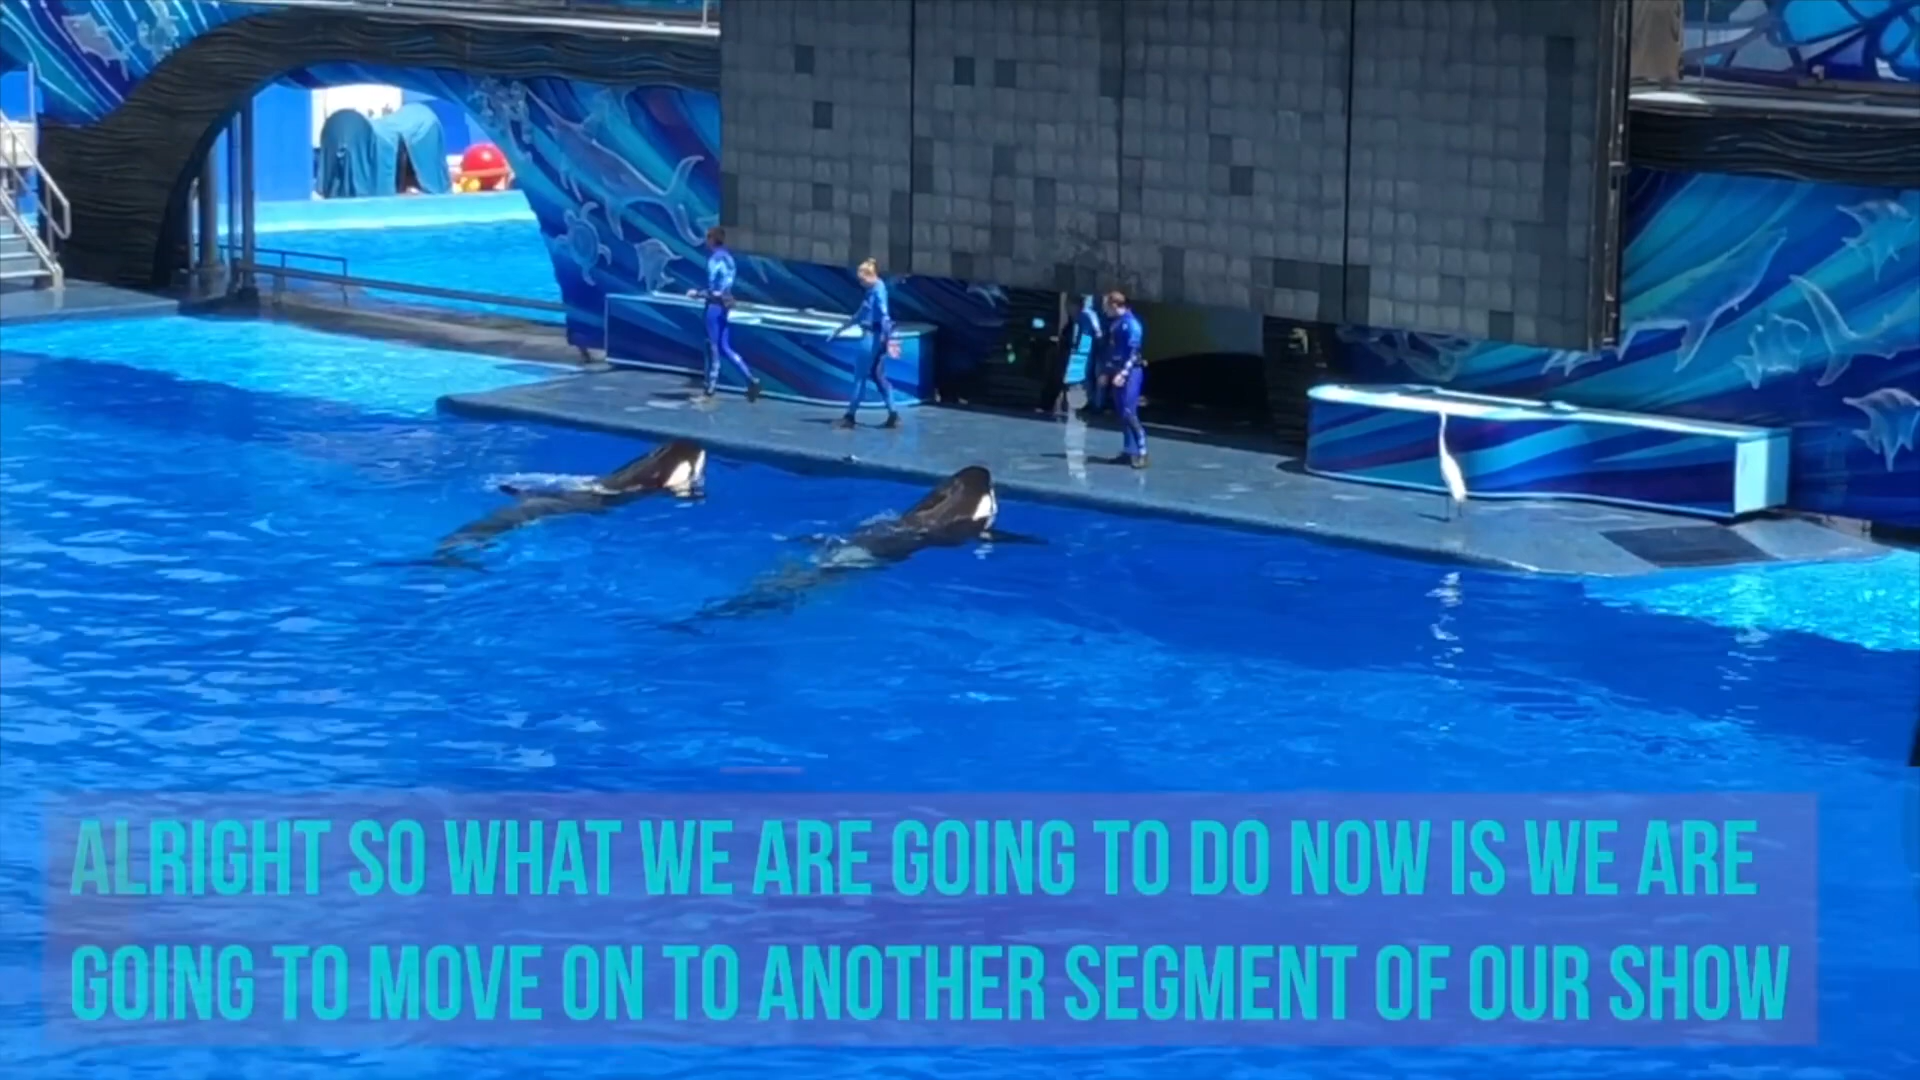 ALRIGHT SO WHAT WE ARE GOING TO DO NOW IS WE ARE
GOING TO MOVE ON TO ANOTHER SEGMENT OF OUR SHOW